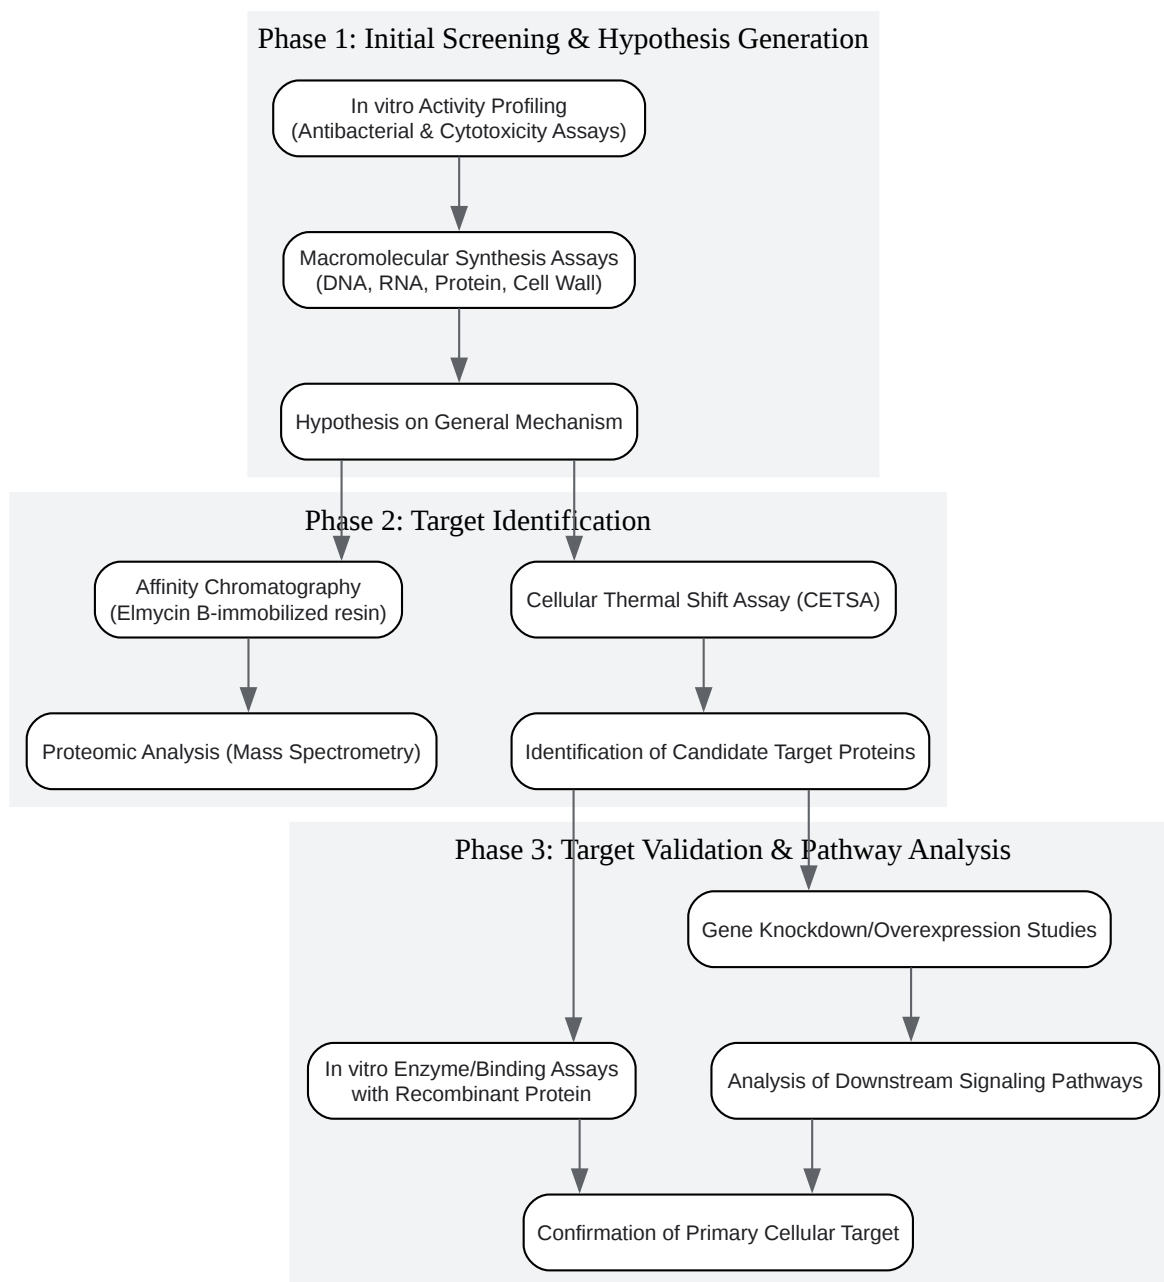 Phase 1: Initial Screening & Hypothesis Generation
In vitro Activity Profiling
(Antibacterial & Cytotoxicity Assays)
Macromolecular Synthesis Assays
(DNA, RNA, Protein, Cell Wall)
Hypothesis on General Mechanism
Phase 2: Target Identification
Affinity Chromatography
(Elmycin B-immobilized resin)
Cellular Thermal Shift Assay (CETSA)
Proteomic Analysis (Mass Spectrometry)
Identification of Candidate Target Proteins
Phase 3: Target Validation & Pathway Analysis
Gene Knockdown/Overexpression Studies
In vitro Enzyme/Binding Assays
with Recombinant Protein
Analysis of Downstream Signaling Pathways
Confirmation of Primary Cellular Target